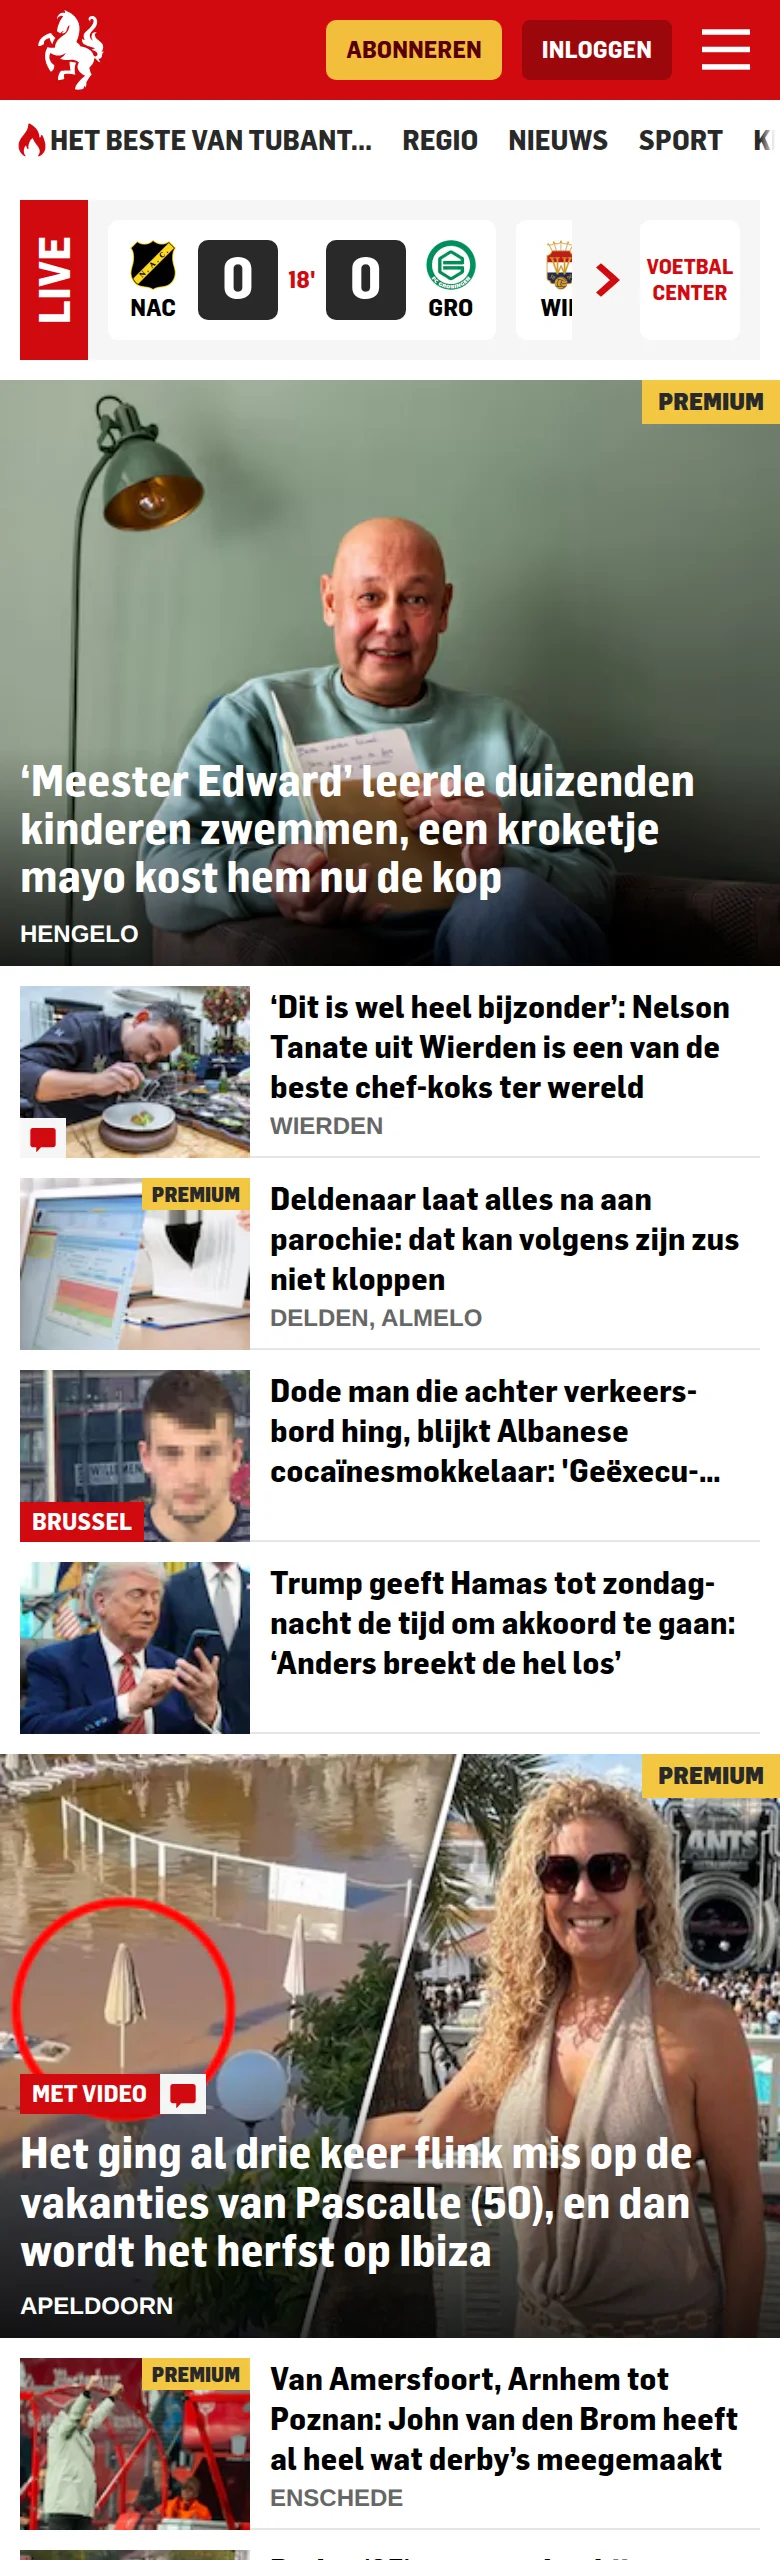 ABONNEREN
INLOGGEN
HET BESTE VAN TUBANT...
REGIO
NIEUWS
SPORT
LIVE
NAC
0
18'
0
GRO
VOETBAL
CENTER
PREMIUM
‘Meester Edward’ leerde duizenden
kinderen zwemmen, een kroketje
mayo kost hem nu de kop
HENGELO
‘Dit is wel heel bijzonder’: Nelson
Tanate uit Wierden is een van de
beste chef-koks ter wereld
WIERDEN
PREMIUM
Deldenaar laat alles na aan
parochie: dat kan volgens zijn zus
niet kloppen
DELDEN, ALMELO
BRUSSEL
Dode man die achter verkeers-
bord hing, blijkt Albanese
cocaïnesmokkelaar: 'Geëxecu-...
Trump geeft Hamas tot zondag-
nacht de tijd om akkoord te gaan:
‘Anders breekt de hel los’
PREMIUM
ANTS
MET VIDEO
Het ging al drie keer flink mis op de
vakanties van Pascalle (50), en dan
wordt het herfst op Ibiza
APELDOORN
PREMIUM
Van Amersfoort, Arnhem tot
Poznan: John van den Brom heeft
al heel wat derby’s meegemaakt
ENSCHEDE